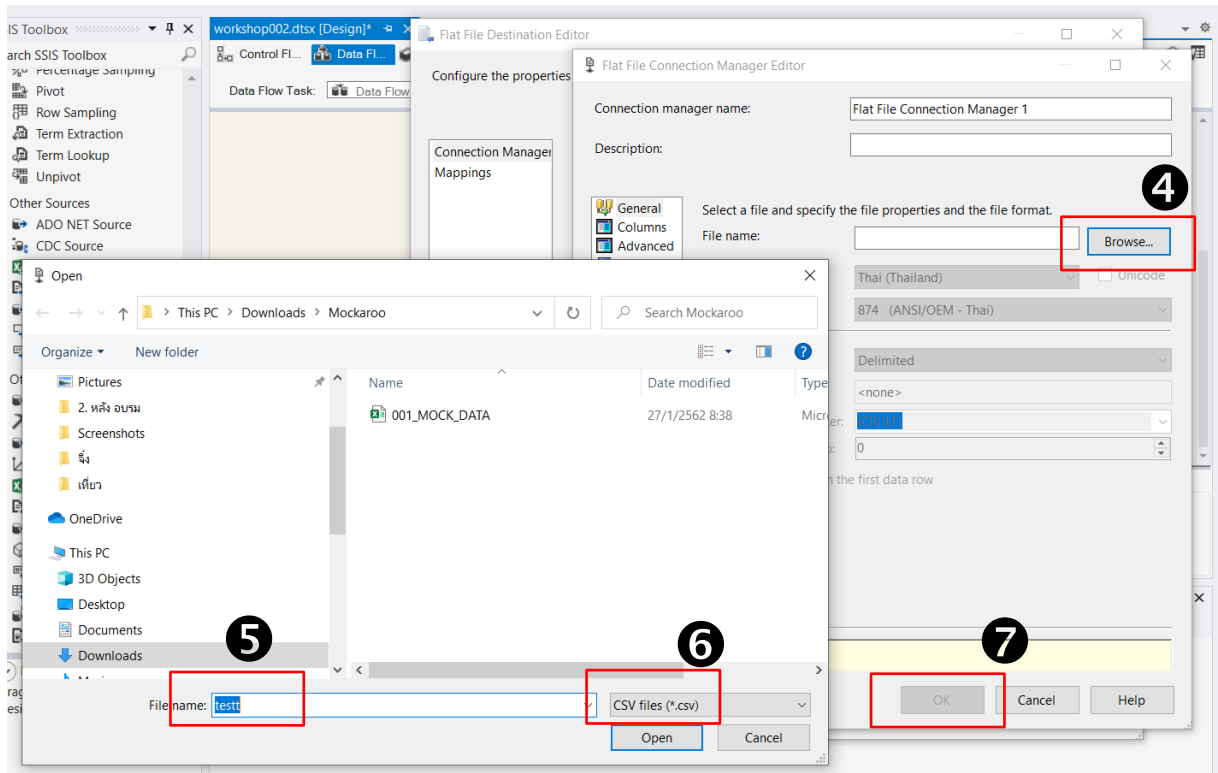 IS Toolbox
arch SSIS Toolbox
Percentage Sampling
Pivot
Row Sampling
Term Extraction
Term Lookup
Unpivot
Other Sources
ADO NET Source
CDC Source
workshop002.dtsx [Design]*
Control Fl...
Data Fl...
Data Flow Task:
Data Flow
Flat File Destination Editor
Configure the properties
Connection Manager
Mappings
Flat File Connection Manager Editor
Connection manager name:
Flat File Connection Manager 1
Description:
4
General
Columns
Advanced
Select a file and specify the file properties and the file format.
File name:
Browse...
Thai (Thailand)
Unicode
874 (ANSI/OEM - Thai)
Delimited
<none>
er:
{CR}{LF}
0
n the first data row
7
OK
Cancel
Help
Open
This PC > Downloads > Mockaroo
Search Mockaroo
Organize
New folder
Pictures
2. หลัง อบรม
Screenshots
จิ๋ง
เที่ยว
OneDrive
This PC
3D Objects
Desktop
Documents
Downloads
Name
Date modified
Type
001_MOCK_DATA
27/1/2562 8:38
Micr
5
6
File name:
testt
CSV files (*.csv)
Open
Cancel